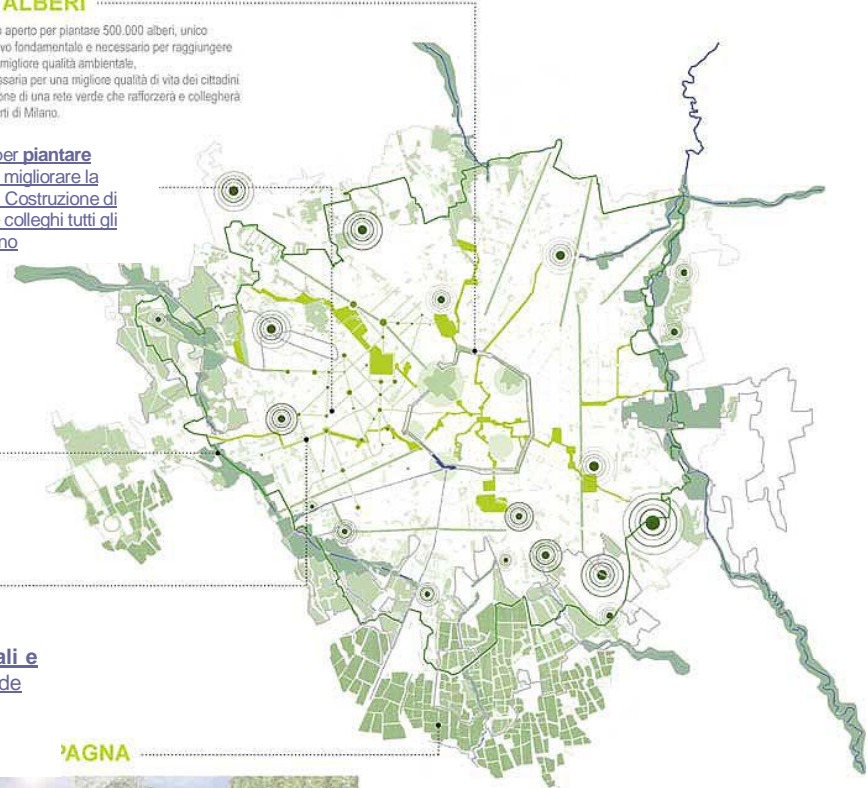 ALBERI
aperto per piantare 500.000 alberi, unico
vo fondamentale e necessario per raggiungere
migliore qualità ambientale,
ssaria per una migliore qualità di vita dei cittadini
one di una rete verde che rafforzerà e collegherà
rti di Milano.
per piantare
migliorare la
Costruzione di
colleghi tutti gli
no
ali e
de
PAGNA